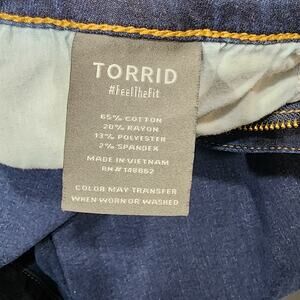 TORRID
#FeelTheFit
65% COTTON
20% RAYON
13% POLYESTER
2% SPANDEX
MADE IN VIETNAM
RN# 148662
COLOR MAY TRANSFER
WHEN WORN OR WASHED